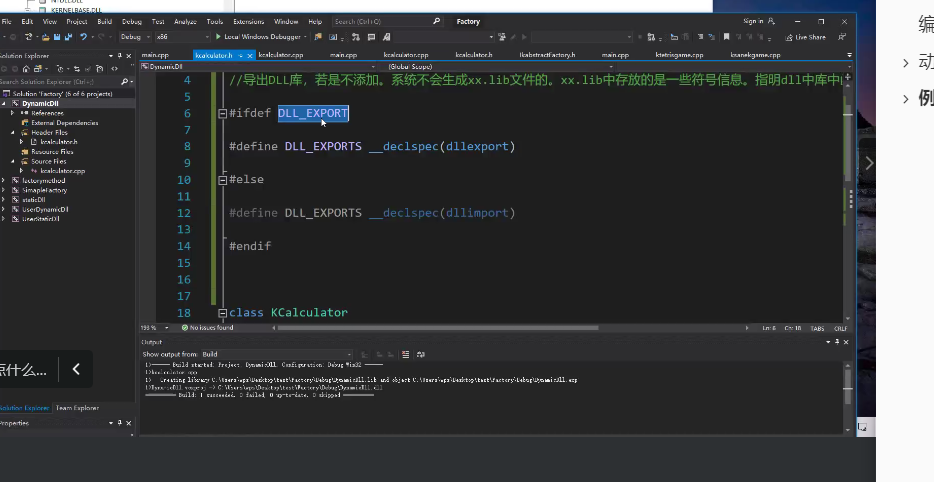 NTDLL.DLL
KERNELBASE.DLL
File Edit View Project Build Debug Test Analyze Tools Extensions Window Help Search (Ctrl+Q) Factory Sign in
Debug x86 Local Windows Debugger Live Share
Solution Explorer
Search Solution Explorer (Ctrl+;)
Solution 'Factory' (6 of 6 projects)
DynamicDll
References
External Dependencies
Header Files
kcalculator.h
Resource Files
Source Files
kcalculator.cpp
factorymethod
SimapleFactory
staticDll
UserDynamicDll
UserStaticDll
main.cpp kcalculator.h kcalculator.cpp main.cpp kcalculator.cpp kcalculator.h lkabstractfactory.h main.cpp ktetrisgame.cpp ksanekgame.cpp
DynamicDll (Global Scope)
4 //导出DLL库，若是不添加。系统不会生成xx.lib文件的。xx.lib中存放的是一些符号信息。指明dll中库中
5
6 #ifdef DLL_EXPORT
7
8 #define DLL_EXPORTS __declspec(dllexport)
9
10 #else
11
12 #define DLL_EXPORTS __declspec(dllimport)
13
14 #endif
15
16
17
18 class KCalculator
199 % No issues found Ln: 6 Ch: 18 TABS CRLF
Output
Show output from: Build
1>------ Build started: Project: DynamicDll, Configuration: Debug Win32 ------
1>kcalculator.cpp
1> Creating library C:\Users\wps\Desktop\test\Factory\Debug\DynamicDll.lib and object C:\Users\wps\Desktop\test\Factory\Debug\DynamicDll.exp
1>DynamicDll.vcxproj -> C:\Users\wps\Desktop\test\Factory\Debug\DynamicDll.dll
========== Build: 1 succeeded, 0 failed, 0 up-to-date, 0 skipped ==========
什么...
Solution Explorer Team Explorer
Properties
编
动
例